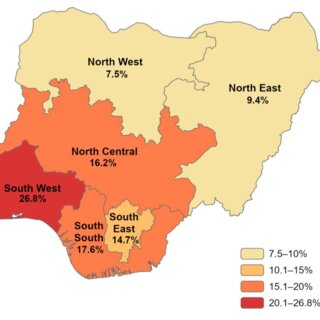 North West
7.5%
North East
9.4%
North Central
16.2%
South West
26.8%
South
East
14.7%
South
South
17.6%
7.5–10%
10.1–15%
15.1–20%
20.1–26.8%